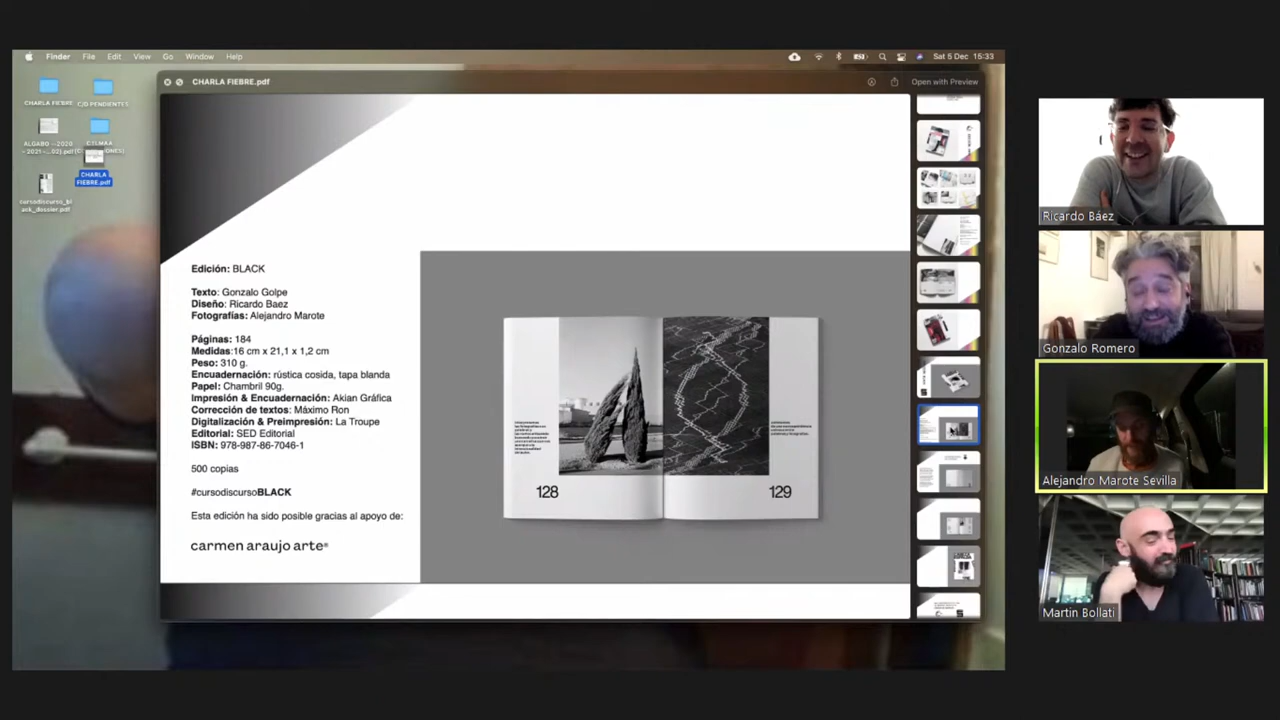 Finder File Edit View Go Window Help
Sat 5 Dec 15:33
CHARLA FIEBRE.pdf
Open with Preview
CHARLA FIEBRE
C/O PENDIENTES
CHARLA
FIEBRE.pdf
Edición: BLACK
Texto: Gonzalo Golpe
Diseño: Ricardo Baez
Fotografías: Alejandro Marote
Páginas: 184
Medidas:16 cm x 21,1 x 1,2 cm
Peso: 310 g.
Encuadernación: rústica cosida, tapa blanda
Papel: Chambril 90g.
Impresión & Encuadernación: Akian Gráfica
Corrección de textos: Máximo Ron
Digitalización & Preimpresión: La Troupe
Editorial: SED Editorial
ISBN: 978-987-86-7046-1
500 copias
#cursodiscursoBLACK
Esta edición ha sido posible gracias al apoyo de:
carmen araujo arte®
128
129
Ricardo Báez
Gonzalo Romero
Alejandro Marote Sevilla
Martin Bollati